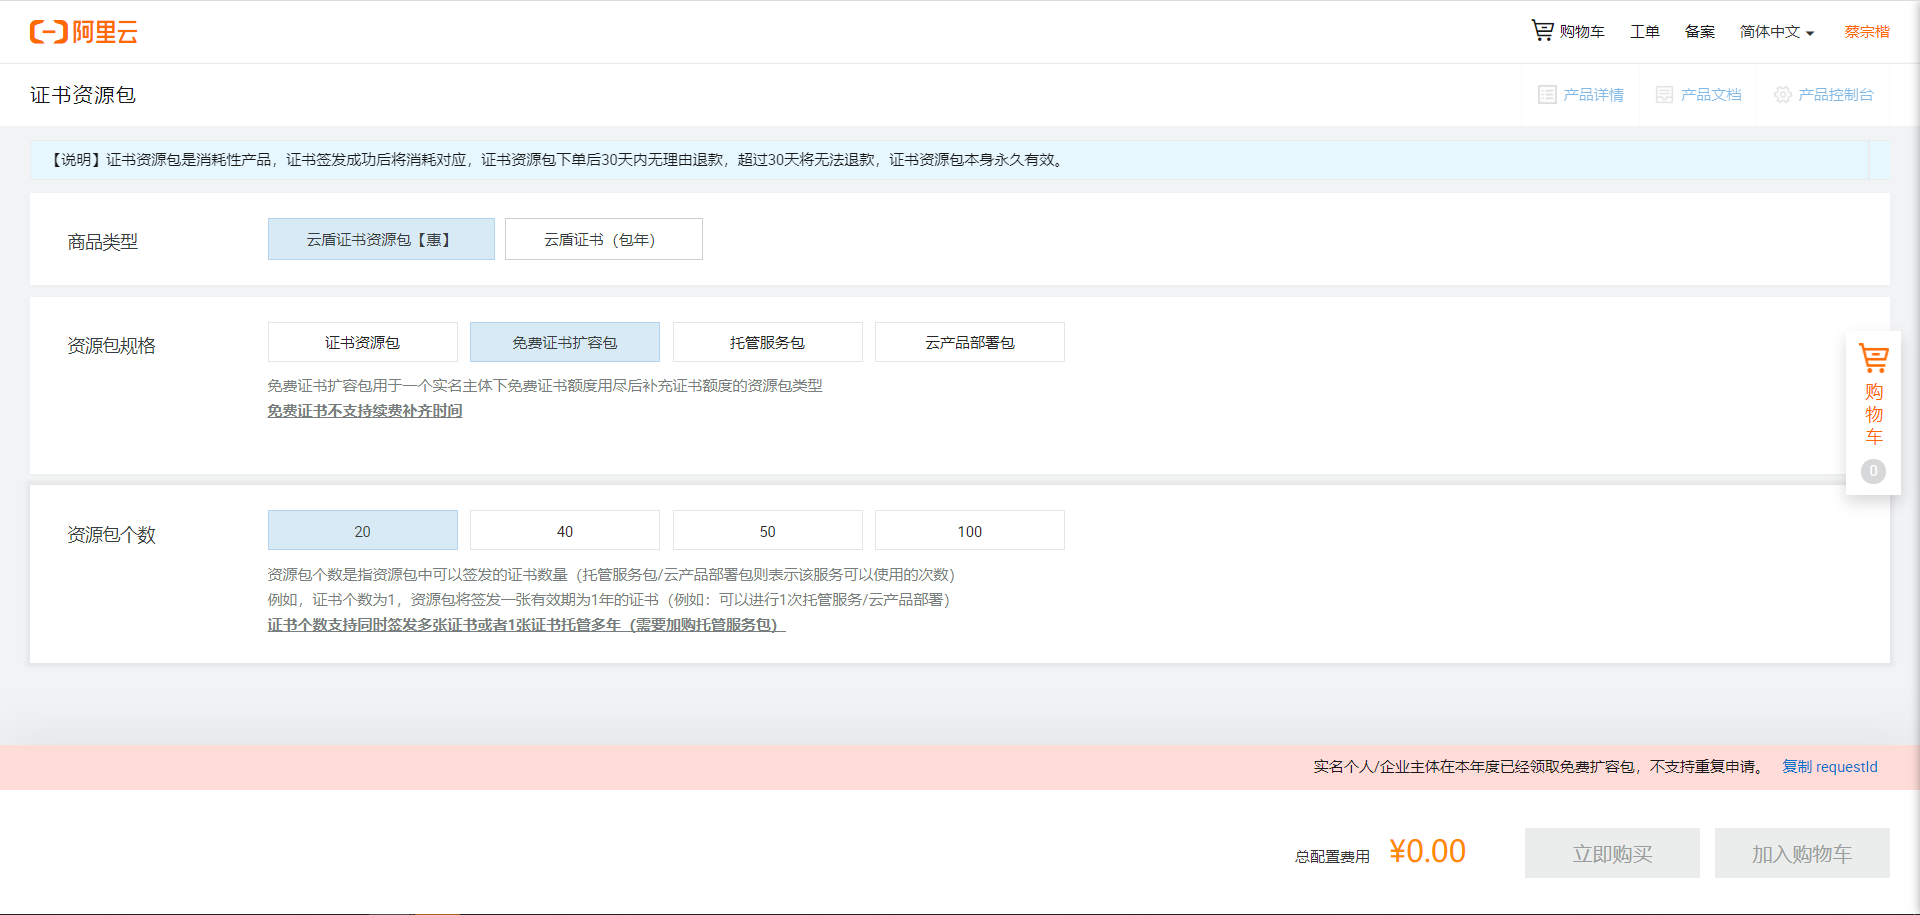 阿里云
购物车 工单 备案 简体中文 蔡宗楷
证书资源包
产品详情 产品文档 产品控制台
【说明】证书资源包是消耗性产品，证书签发成功后将消耗对应，证书资源包下单后30天内无理由退款，超过30天将无法退款，证书资源包本身永久有效。
商品类型
云盾证书资源包【惠】 云盾证书（包年）
资源包规格
证书资源包 免费证书扩容包 托管服务包 云产品部署包
免费证书扩容包用于一个实名主体下免费证书额度用尽后补充证书额度的资源包类型
免费证书不支持续费补齐时间
购物车
0
资源包个数
20 40 50 100
资源包个数是指资源包中可以签发的证书数量（托管服务包/云产品部署包则表示该服务可以使用的次数）
例如，证书个数为1，资源包将签发一张有效期为1年的证书（例如：可以进行1次托管服务/云产品部署）
证书个数支持同时签发多张证书或者1张证书托管多年（需要加购托管服务包）
实名个人/企业主体在本年度已经领取免费扩容包，不支持重复申请。 复制 requestId
总配置费用 ¥0.00 立即购买 加入购物车